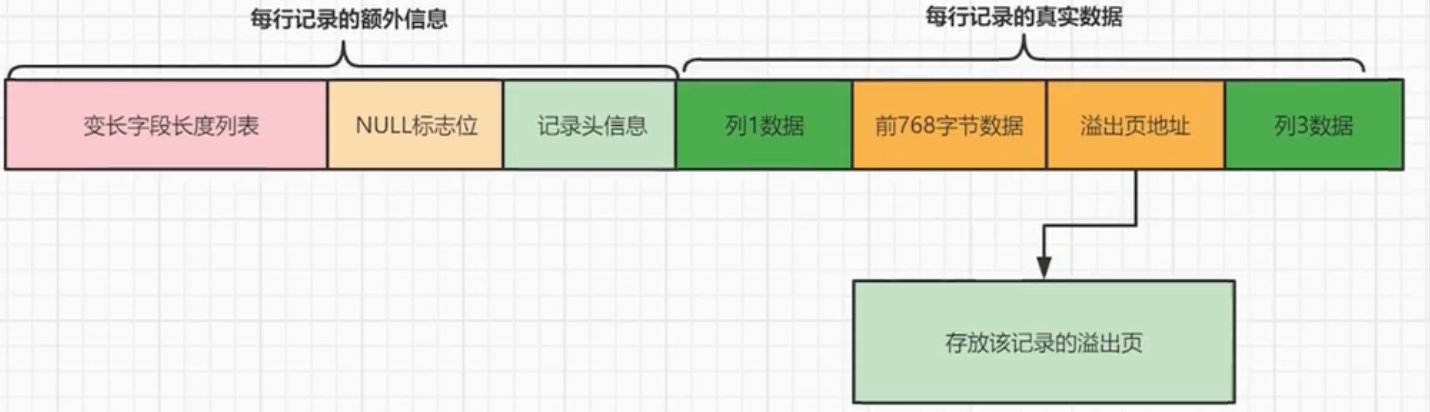 每行记录的额外信息
每行记录的真实数据
变长字段长度列表
NULL标志位
记录头信息
列1数据
前768字节数据
溢出页地址
列3数据
存放该记录的溢出页